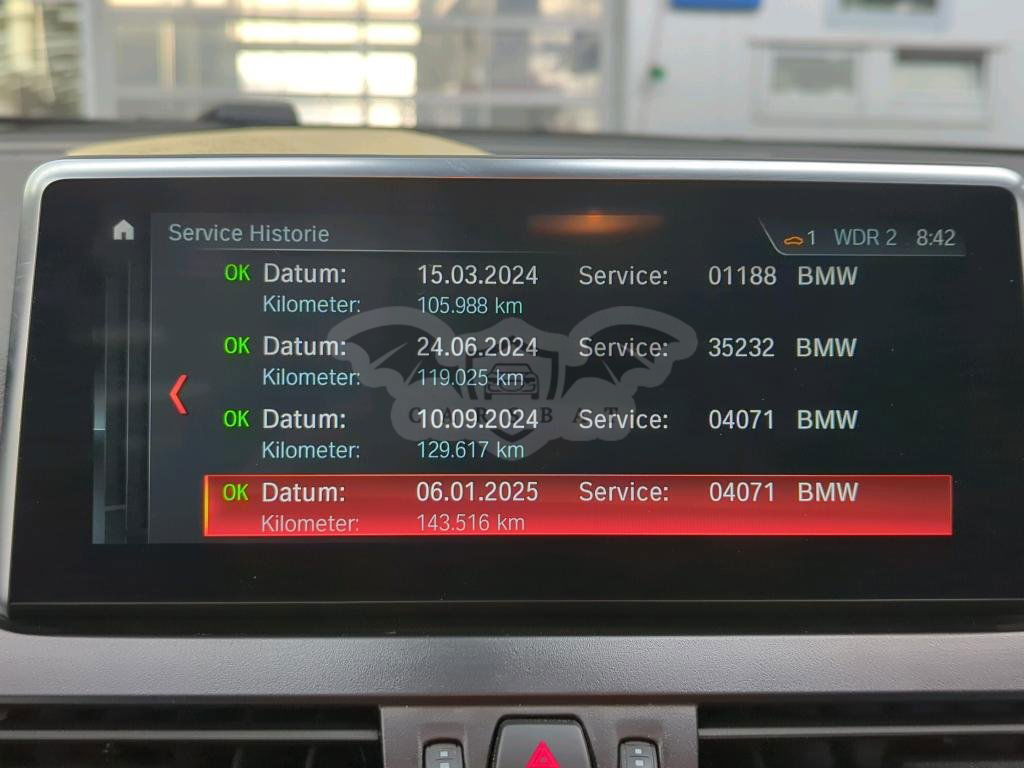 Service Historie
1 WDR 2 8:42
OK Datum: 15.03.2024 Service: 01188 BMW
Kilometer: 105.988 km
OK Datum: 24.06.2024 Service: 35232 BMW
Kilometer: 119.025 km
OK Datum: 10.09.2024 Service: 04071 BMW
Kilometer: 129.617 km
OK Datum: 06.01.2025 Service: 04071 BMW
Kilometer: 143.516 km